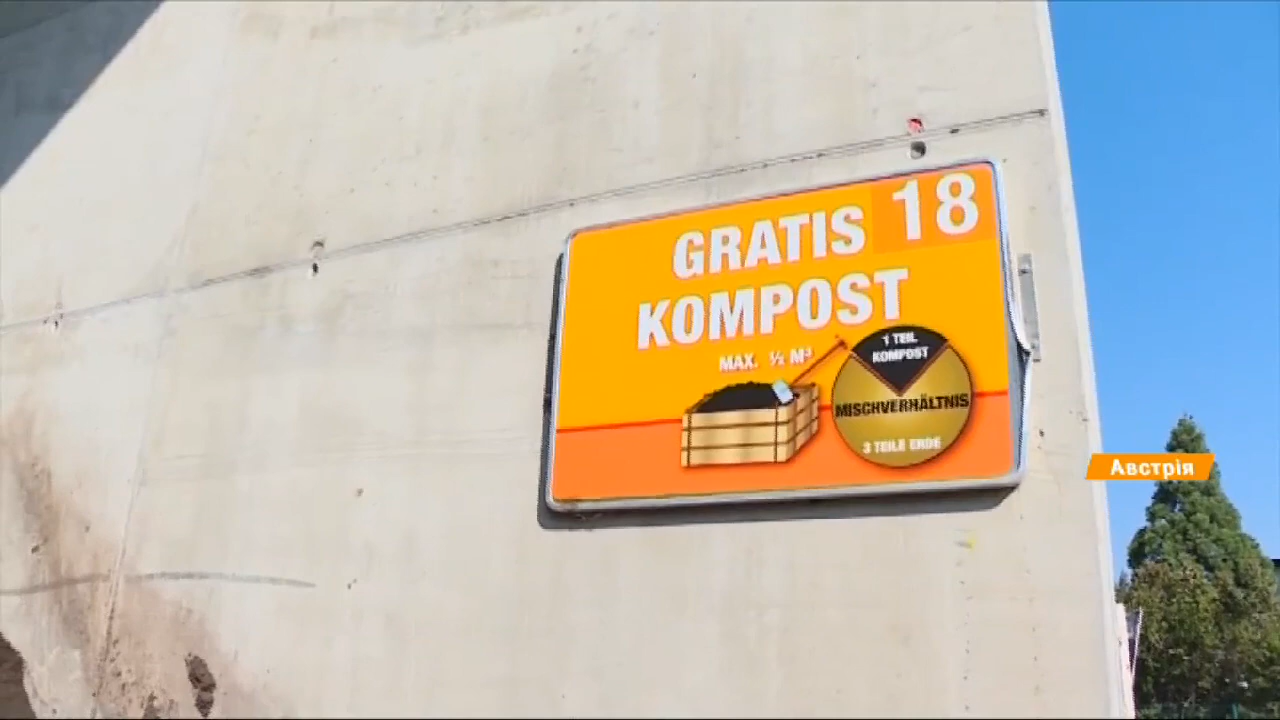 GRATIS 18
KOMPOST
MAX. ½ M³
1 TEIL
KOMPOST
MISCHVERHÄLTNIS
3 TEILE ERDE
Австрія